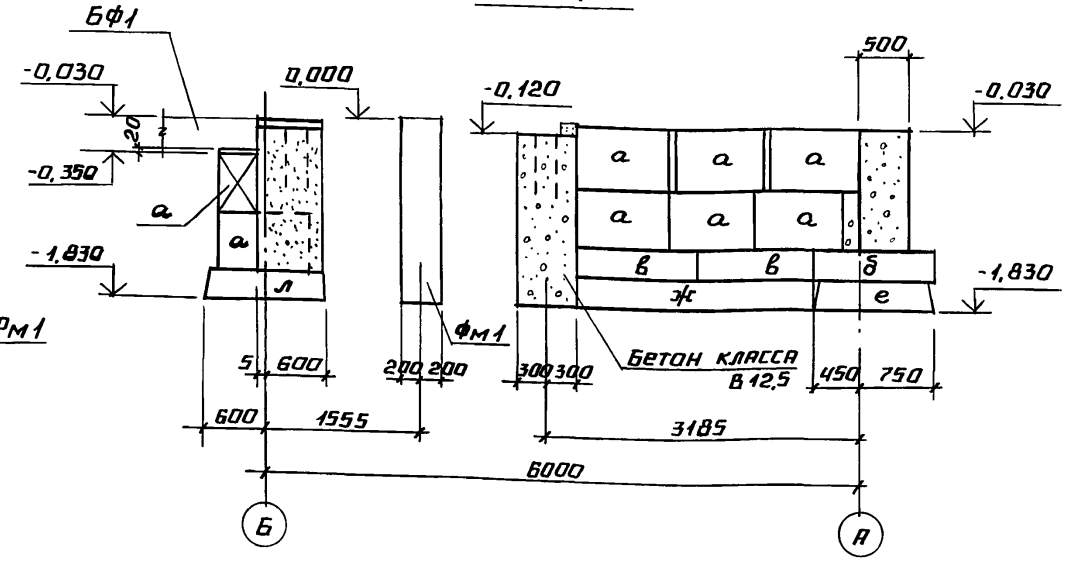 БФ1
500
-0,030
0,000
-0,120
-0,030
20
-0,350
а
а
а
а
а
а
а
а
-1,830
в
в
б
-1,830
л
ж
е
Фм1
5
600
200
200
300
300
Бетон класса
В 12,5
450
750
600
1555
3185
6000
Б
А